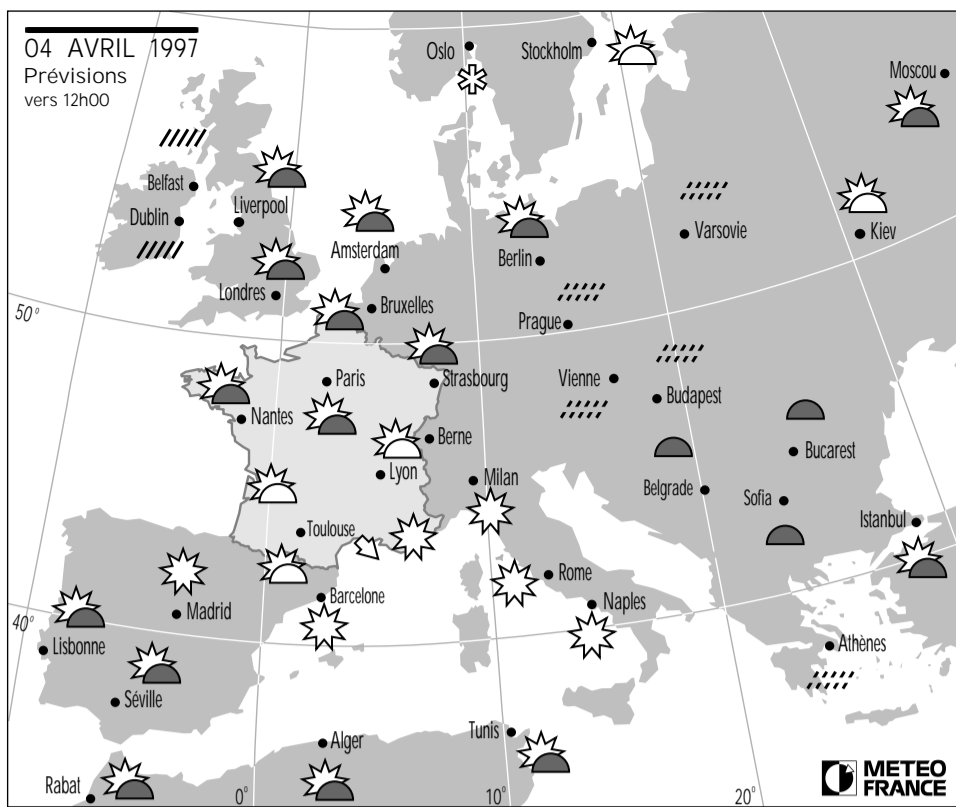 04 AVRIL 1997
Prévisions
vers 12h00
Oslo
Stockholm
Moscou
Belfast
Dublin
Liverpool
Varsovie
Kiev
Amsterdam
Berlin
Londres
Bruxelles
50°
Prague
Paris
Strasbourg
Vienne
Budapest
Nantes
Berne
Lyon
Milan
Bucarest
Belgrade
Sofia
Istanbul
Toulouse
Rome
Barcelone
Madrid
Naples
40°
Lisbonne
Athènes
Séville
Alger
Tunis
Rabat
0°
10°
20°
METEO
FRANCE